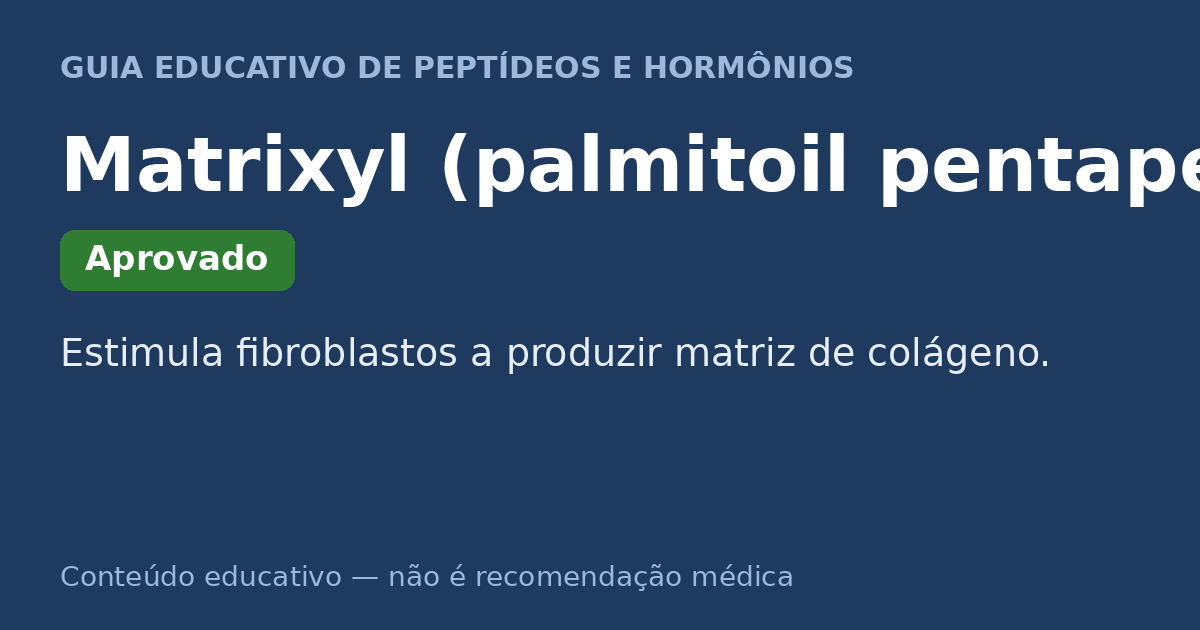 GUIA EDUCATIVO DE PEPTÍDEOS E HORMÔNIOS
Matrixyl (palmitoil pentape
Aprovado
Estimula fibroblastos a produzir matriz de colágeno.
Conteúdo educativo — não é recomendação médica